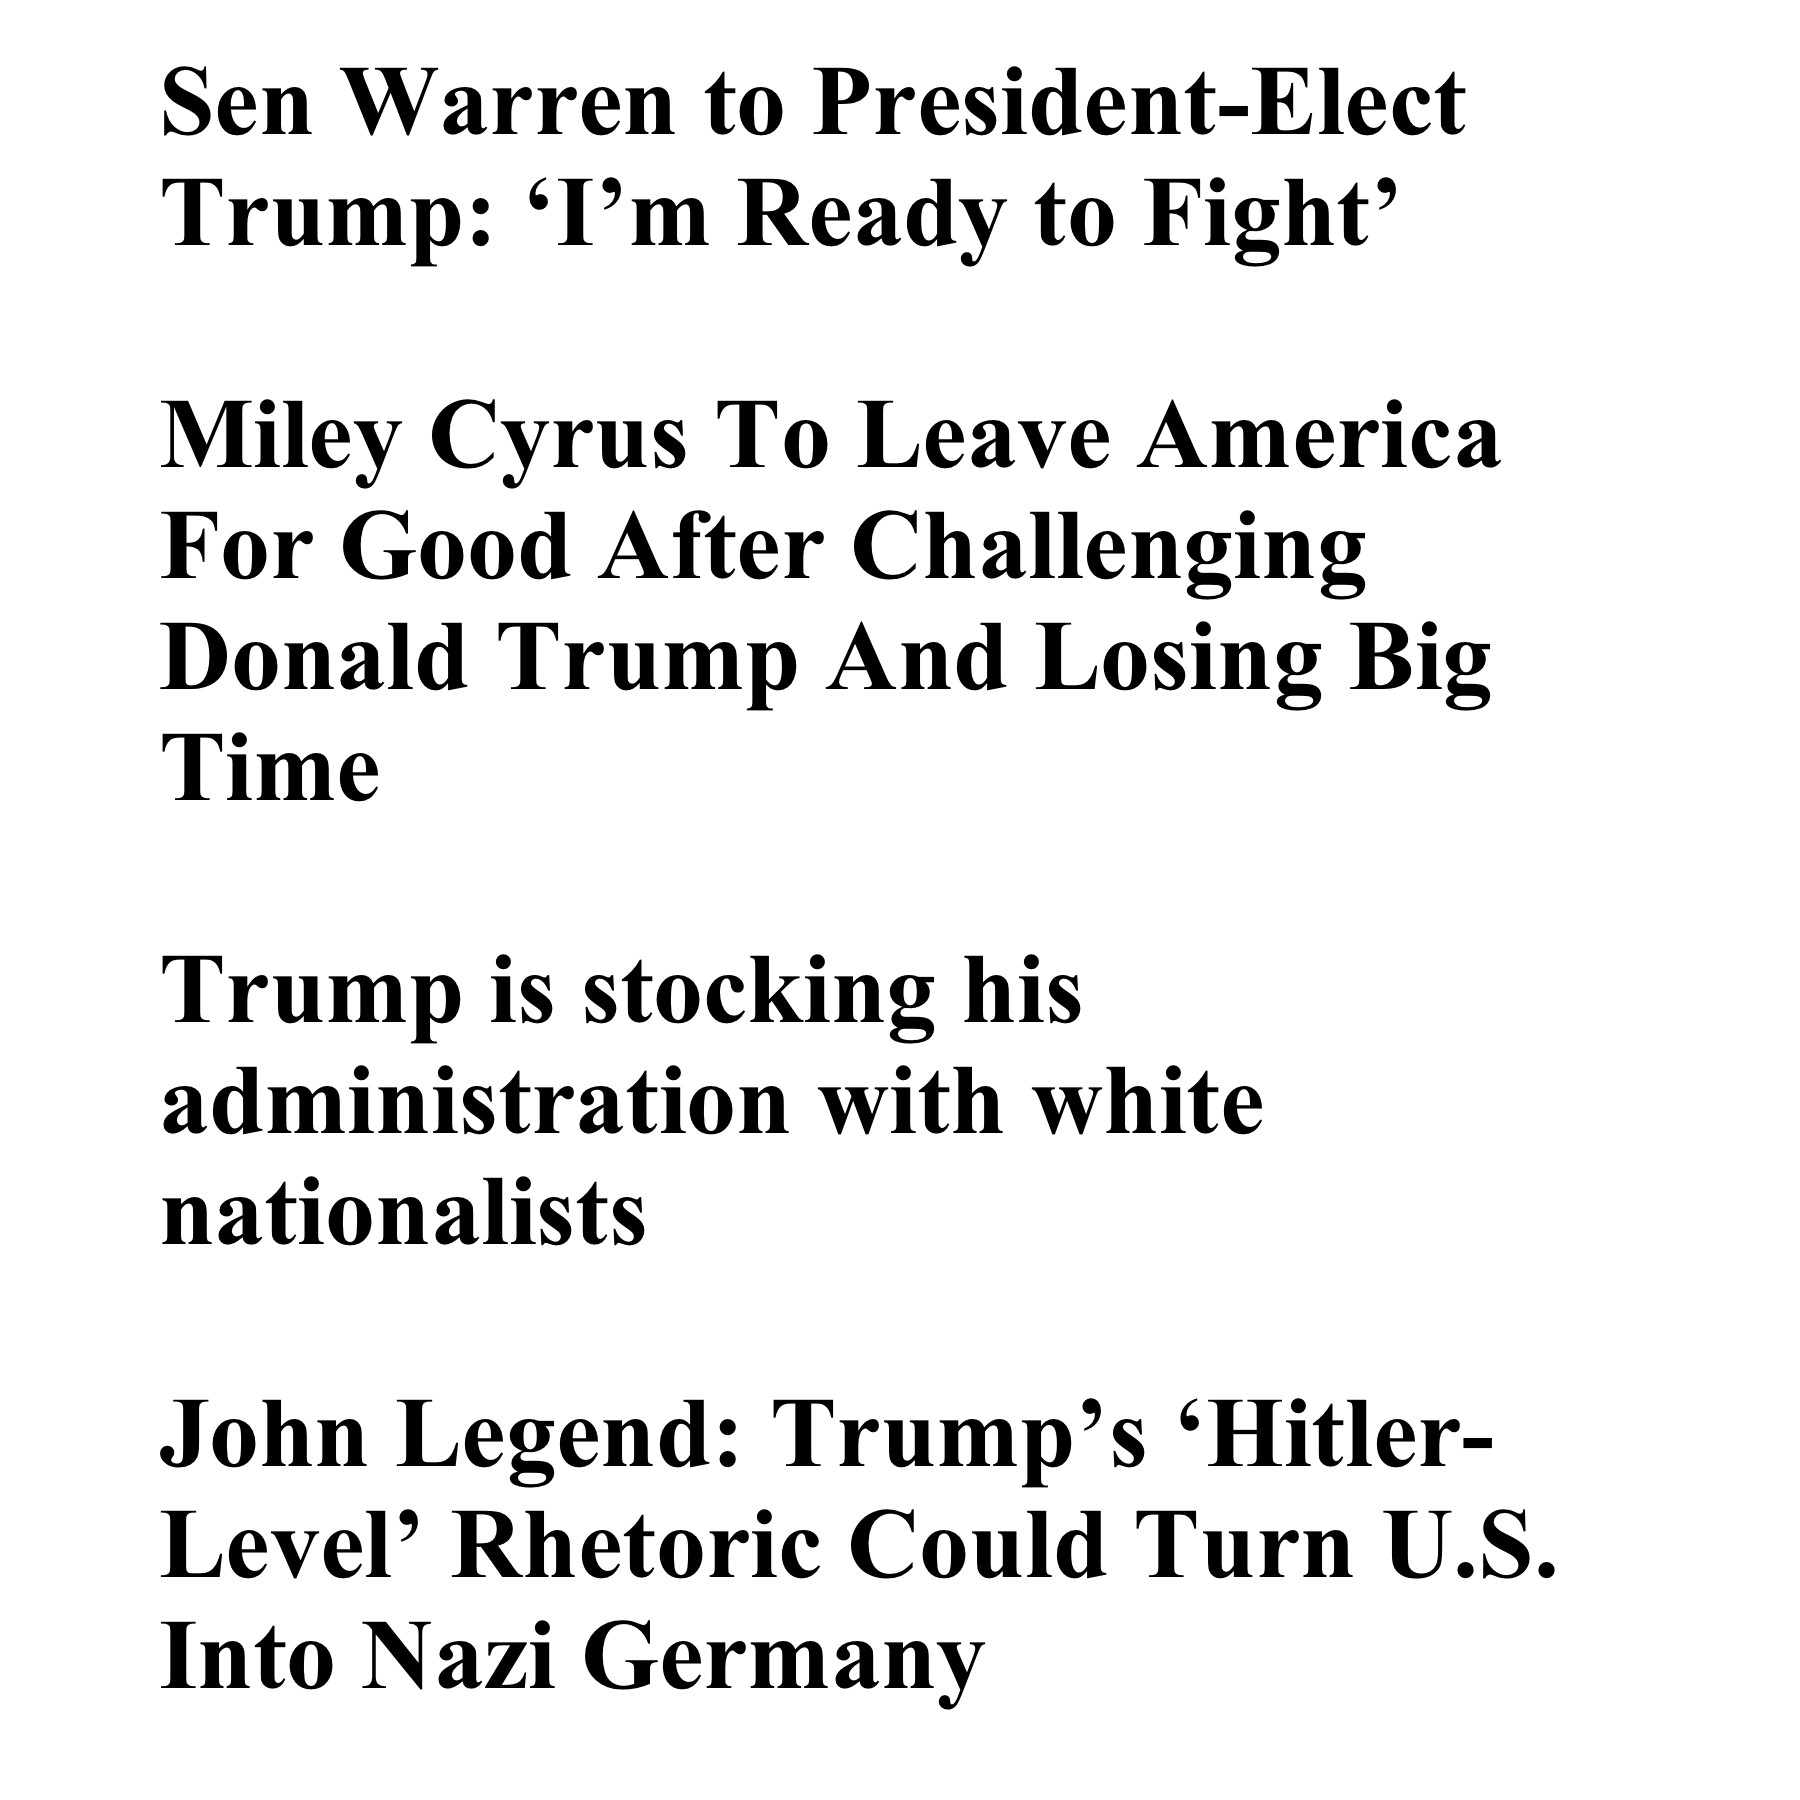 Sen Warren to President-Elect
Trump: ‘I’m Ready to Fight’
Miley Cyrus To Leave America
For Good After Challenging
Donald Trump And Losing Big
Time
Trump is stocking his
administration with white
nationalists
John Legend: Trump’s ‘Hitler-
Level’ Rhetoric Could Turn U.S.
Into Nazi Germany